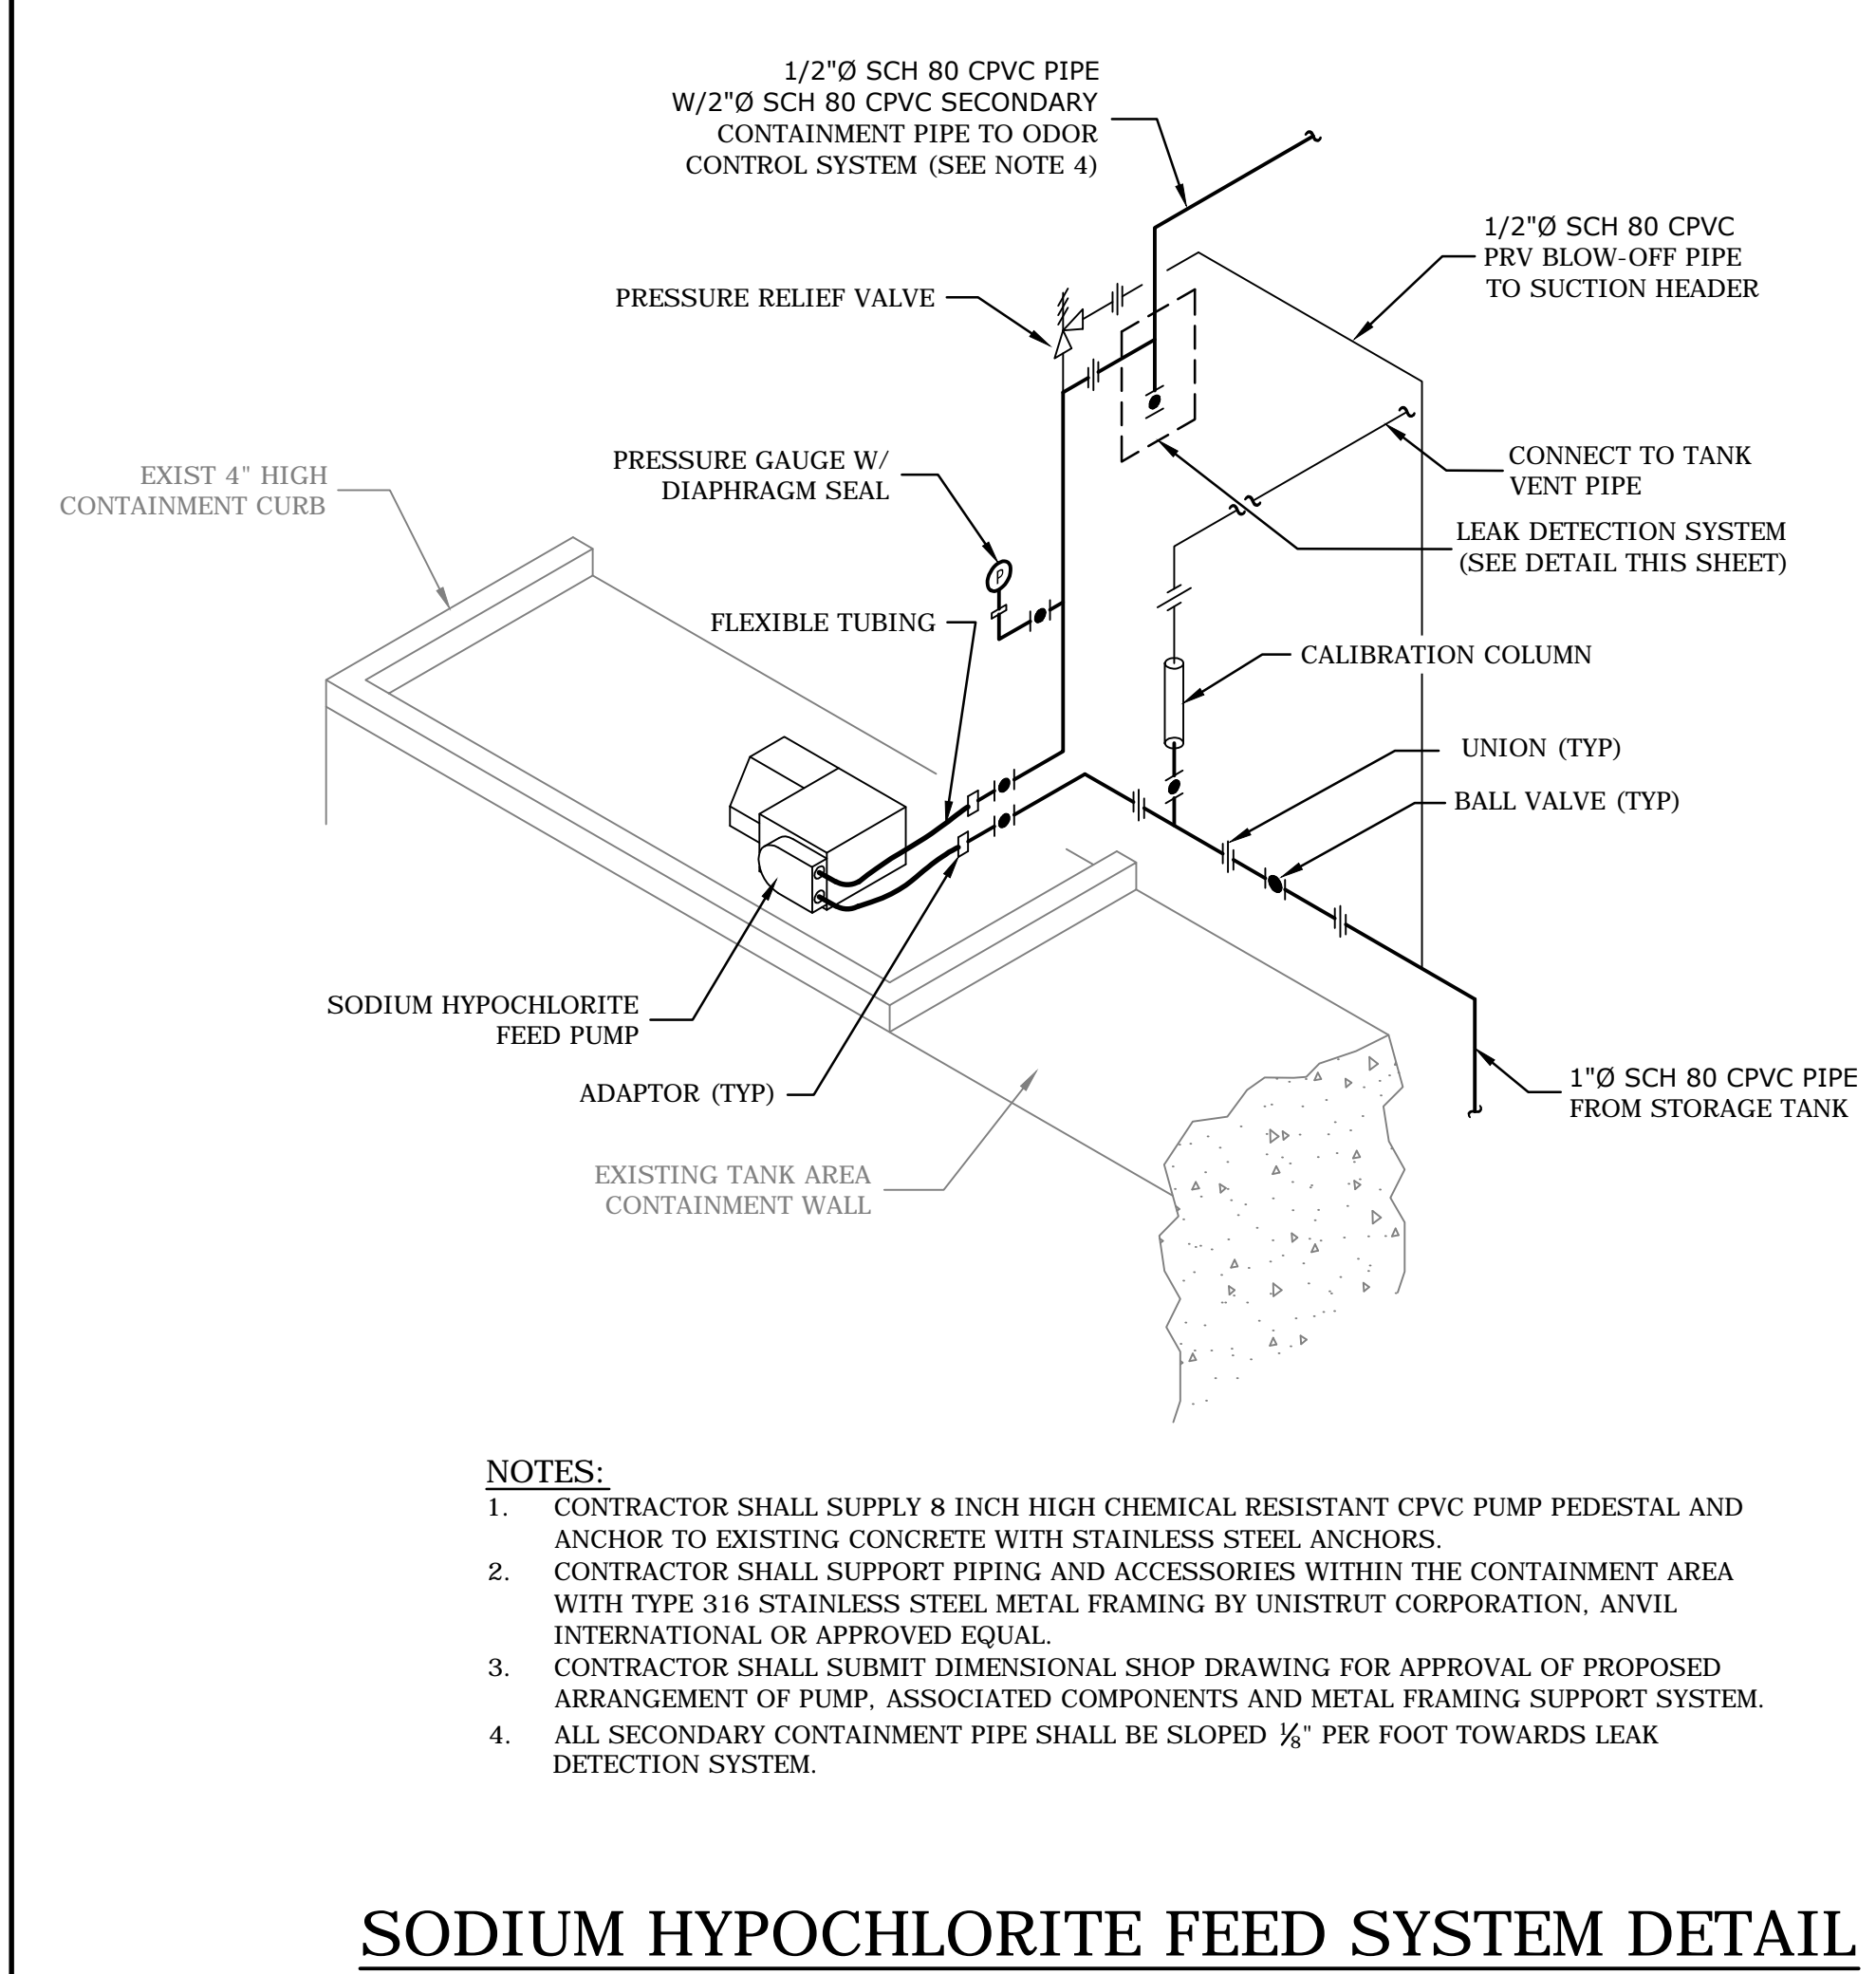 1/2"Ø SCH 80 CPVC PIPE
W/2"Ø SCH 80 CPVC SECONDARY
CONTAINMENT PIPE TO ODOR
CONTROL SYSTEM (SEE NOTE 4)
1/2"Ø SCH 80 CPVC
PRV BLOW-OFF PIPE
TO SUCTION HEADER
PRESSURE RELIEF VALVE
PRESSURE GAUGE W/
DIAPHRAGM SEAL
EXIST 4" HIGH
CONTAINMENT CURB
CONNECT TO TANK
VENT PIPE
LEAK DETECTION SYSTEM
(SEE DETAIL THIS SHEET)
P
FLEXIBLE TUBING
CALIBRATION COLUMN
UNION (TYP)
BALL VALVE (TYP)
SODIUM HYPOCHLORITE
FEED PUMP
ADAPTOR (TYP)
1"Ø SCH 80 CPVC PIPE
FROM STORAGE TANK
EXISTING TANK AREA
CONTAINMENT WALL
NOTES:
1. CONTRACTOR SHALL SUPPLY 8 INCH HIGH CHEMICAL RESISTANT CPVC PUMP PEDESTAL AND
ANCHOR TO EXISTING CONCRETE WITH STAINLESS STEEL ANCHORS.
2. CONTRACTOR SHALL SUPPORT PIPING AND ACCESSORIES WITHIN THE CONTAINMENT AREA
WITH TYPE 316 STAINLESS STEEL METAL FRAMING BY UNISTRUT CORPORATION, ANVIL
INTERNATIONAL OR APPROVED EQUAL.
3. CONTRACTOR SHALL SUBMIT DIMENSIONAL SHOP DRAWING FOR APPROVAL OF PROPOSED
ARRANGEMENT OF PUMP, ASSOCIATED COMPONENTS AND METAL FRAMING SUPPORT SYSTEM.
4. ALL SECONDARY CONTAINMENT PIPE SHALL BE SLOPED ⅛" PER FOOT TOWARDS LEAK
DETECTION SYSTEM.
SODIUM HYPOCHLORITE FEED SYSTEM DETAIL